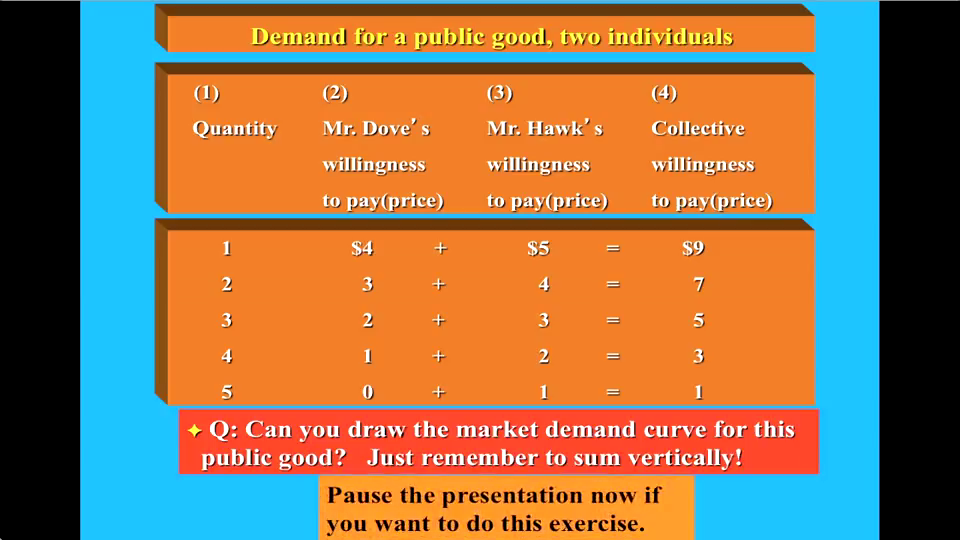 Demand for a public good, two individuals
(1) (2) (3) (4)
Quantity Mr. Dove’s Mr. Hawk’s Collective
willingness willingness willingness
to pay(price) to pay(price) to pay(price)
1 $4 + $5 = $9
2 3 + 4 = 7
3 2 + 3 = 5
4 1 + 2 = 3
5 0 + 1 = 1
✦ Q: Can you draw the market demand curve for this
public good? Just remember to sum vertically!
Pause the presentation now if
you want to do this exercise.